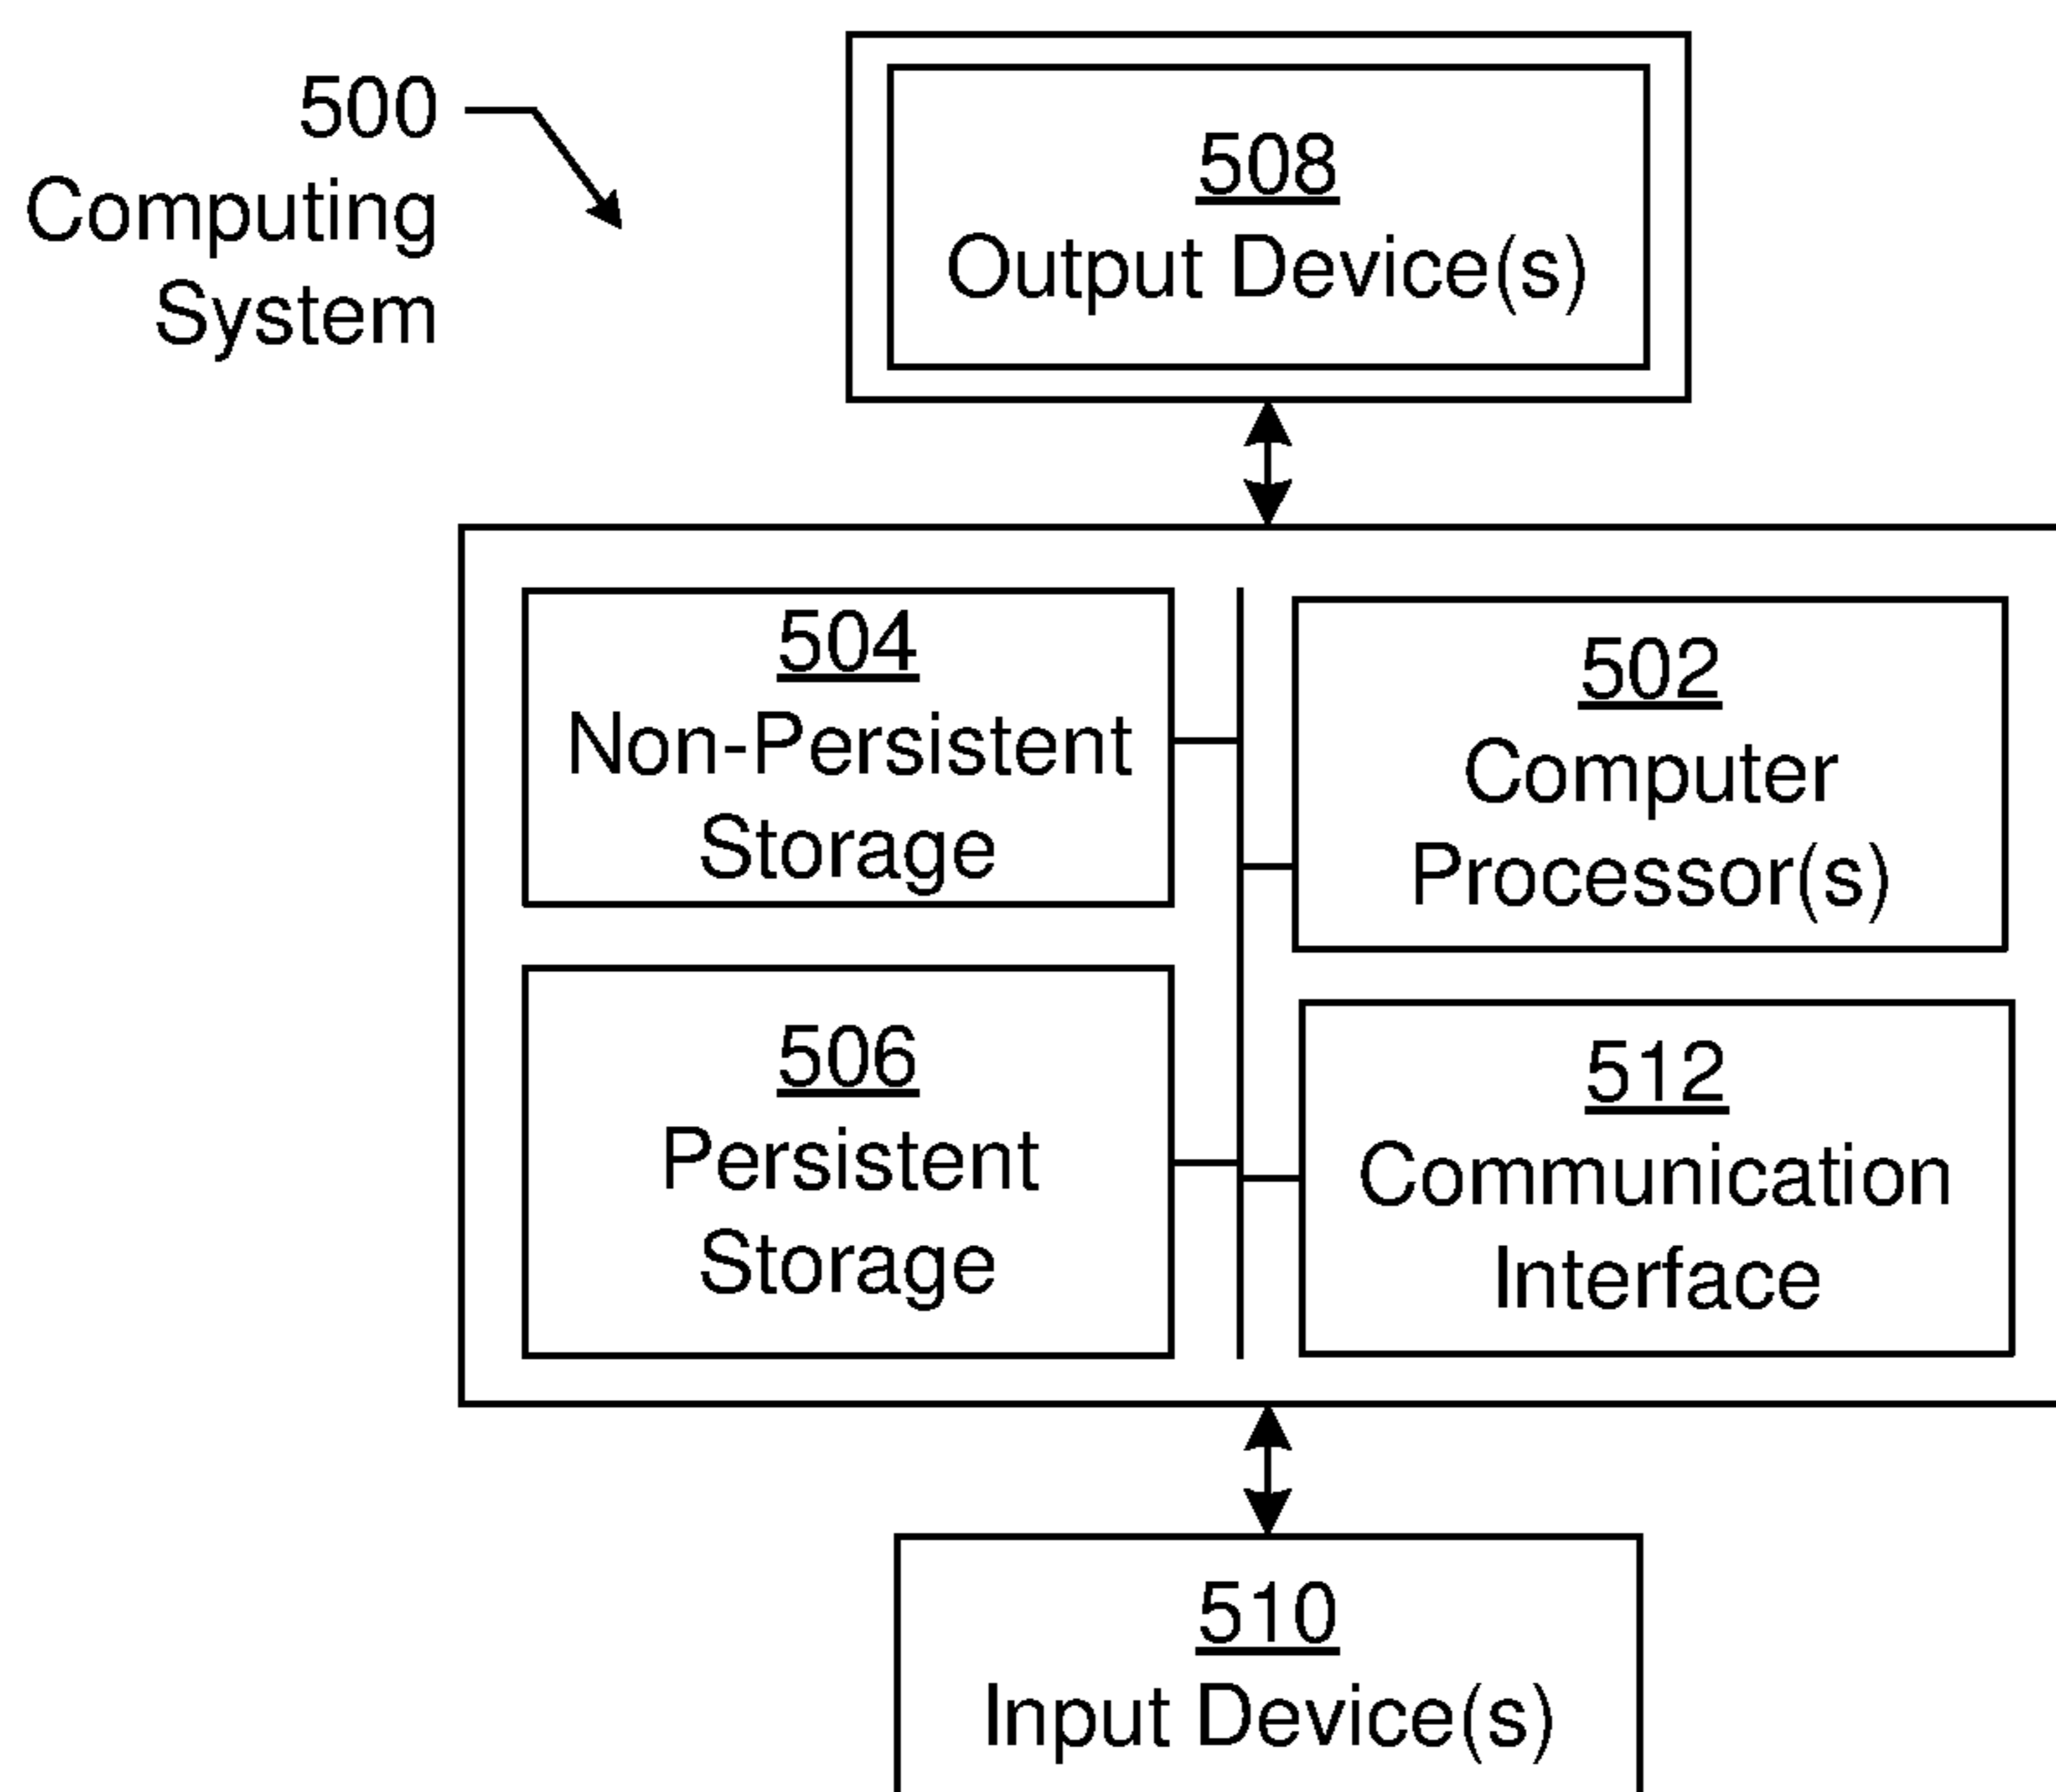 500
Computing
System
508
Output Device(s)
504
Non-Persistent
Storage
502
Computer
Processor(s)
506
Persistent
Storage
512
Communication
Interface
510
Input Device(s)